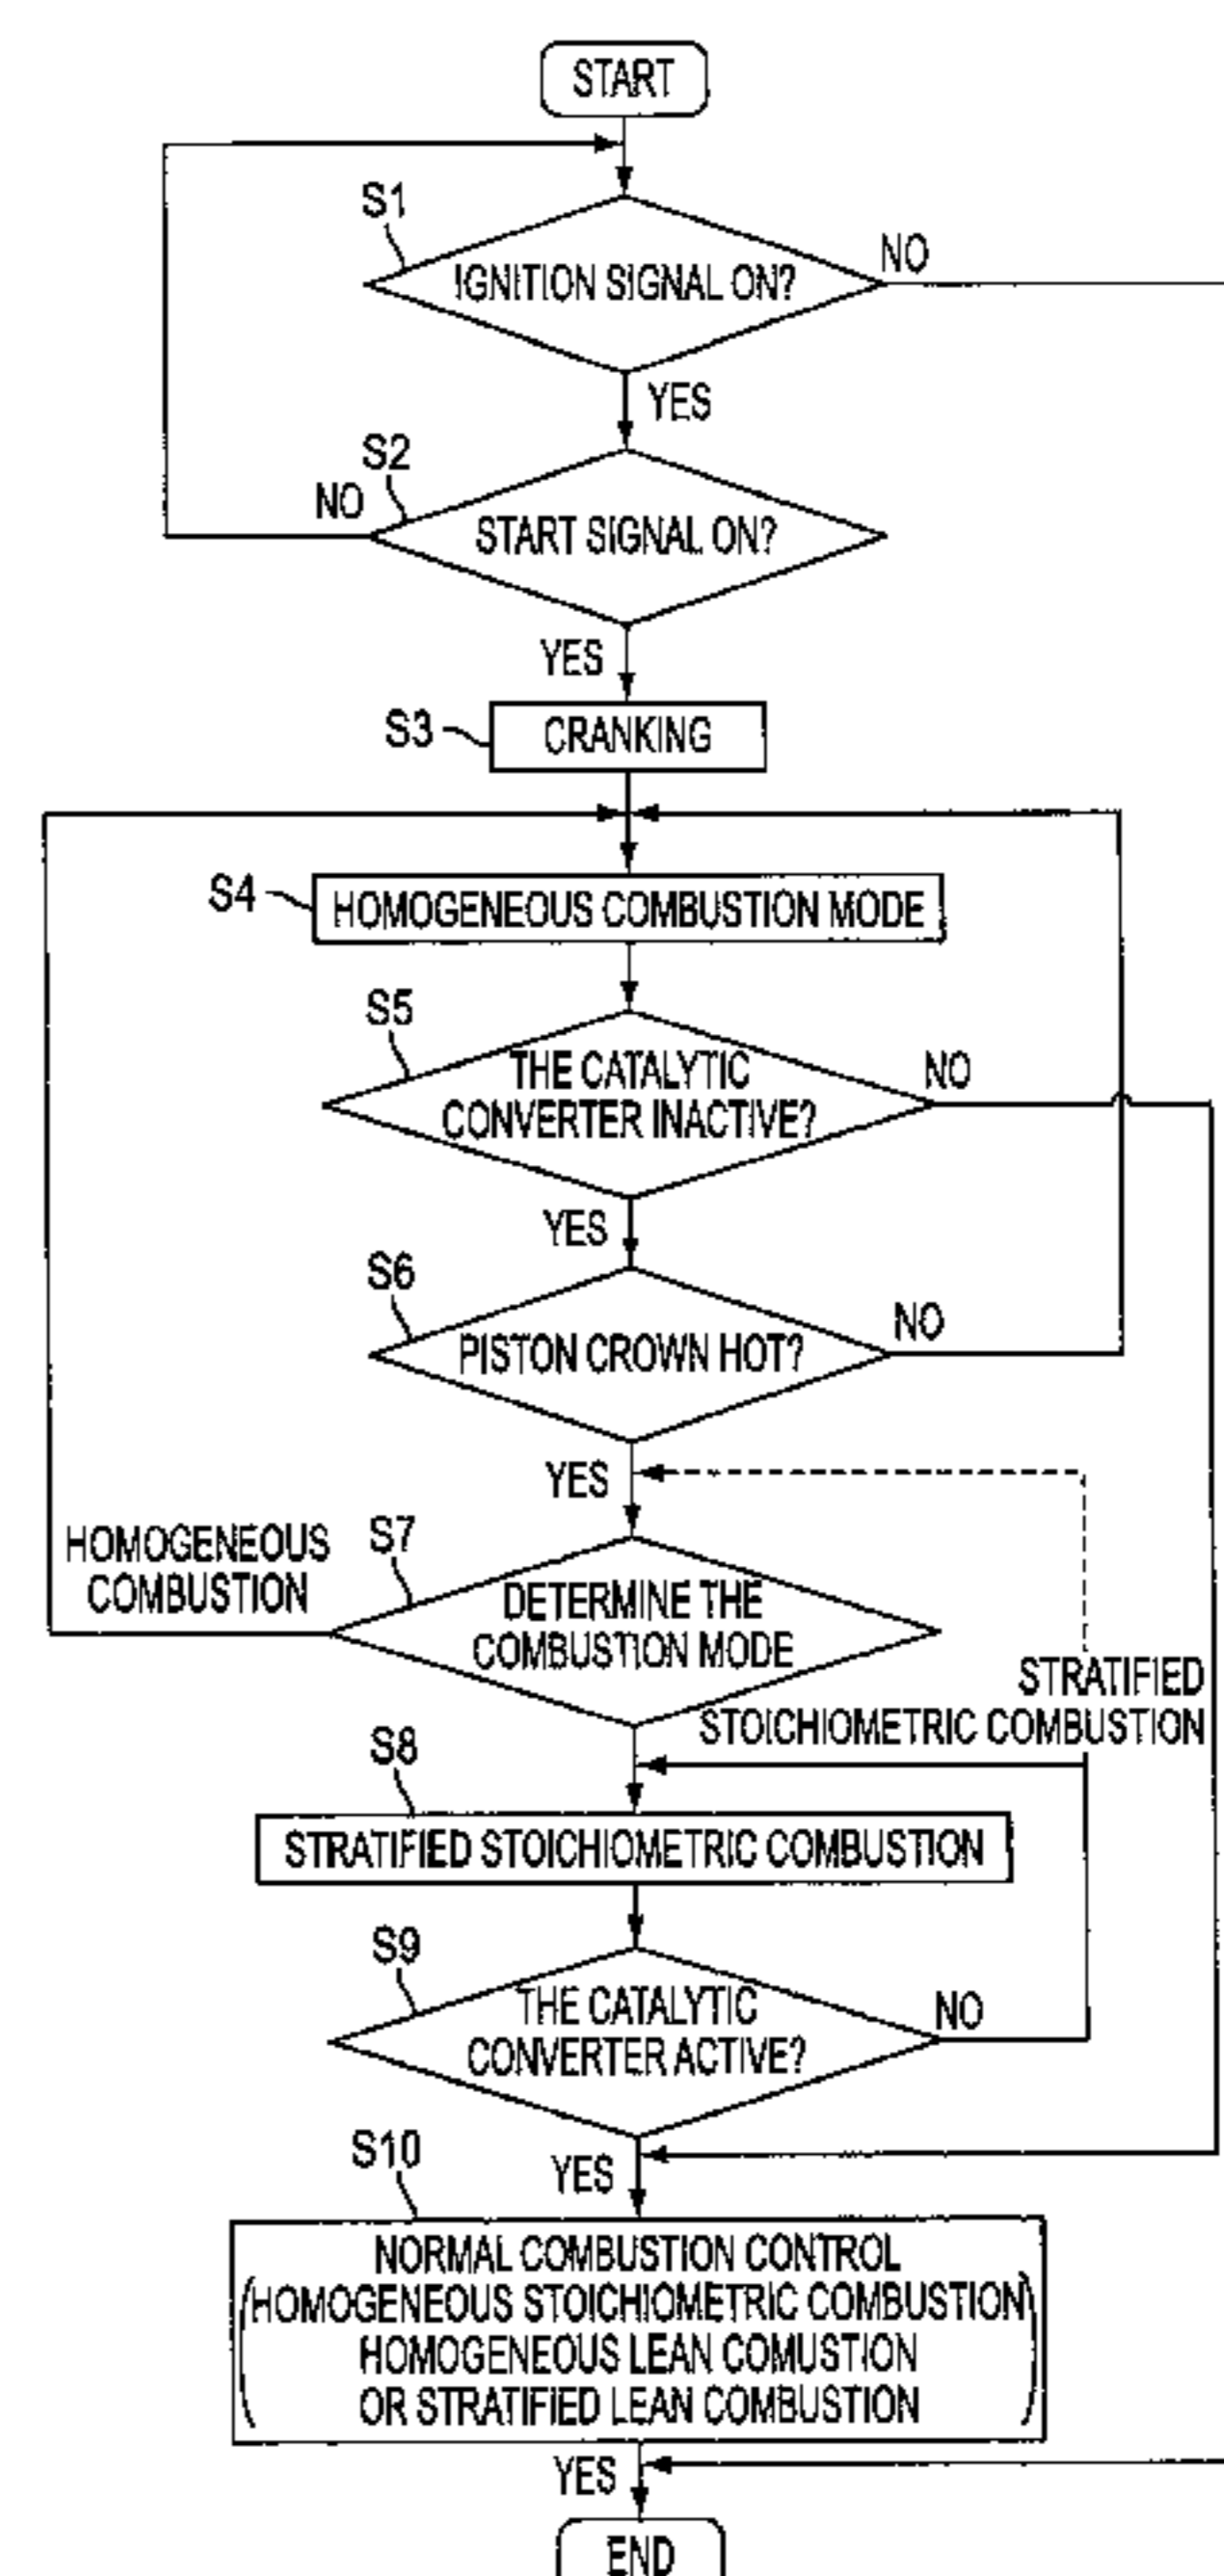 START
S1
IGNITION SIGNAL ON?
NO
YES
S2
NO
START SIGNAL ON?
YES
S3
CRANKING
S4
HOMOGENEOUS COMBUSTION MODE
S5
THE CATALYTIC
CONVERTER INACTIVE?
NO
YES
S6
PISTON CROWN HOT?
NO
YES
HOMOGENEOUS
COMBUSTION
S7
DETERMINE THE
COMBUSTION MODE
STRATIFIED
STOICHIOMETRIC COMBUSTION
S8
STRATIFIED STOICHIOMETRIC COMBUSTION
S9
THE CATALYTIC
CONVERTER ACTIVE?
NO
YES
S10
NORMAL COMBUSTION CONTROL
(HOMOGENEOUS STOICHIOMETRIC COMBUSTION
HOMOGENEOUS LEAN COMUSTION
OR STRATIFIED LEAN COMBUSTION)
YES
END